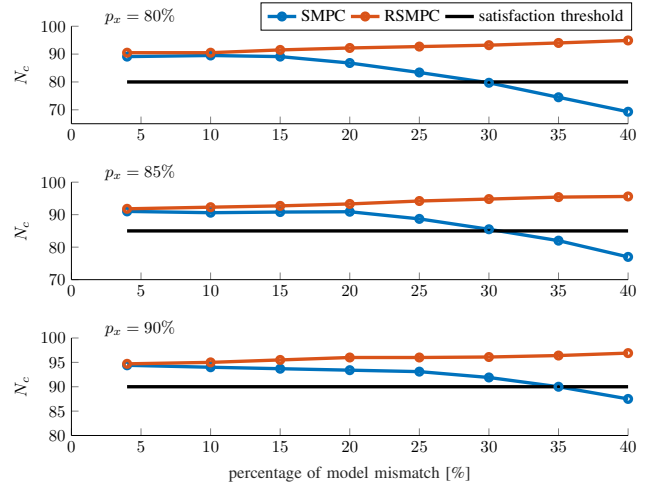 p_x = 80%
SMPC RSMPC satisfaction threshold
100
90
80
70
N_c
0 5 10 15 20 25 30 35 40
p_x = 85%
100
90
80
70
N_c
0 5 10 15 20 25 30 35 40
p_x = 90%
100
95
90
85
80
N_c
0 5 10 15 20 25 30 35 40
percentage of model mismatch [%]